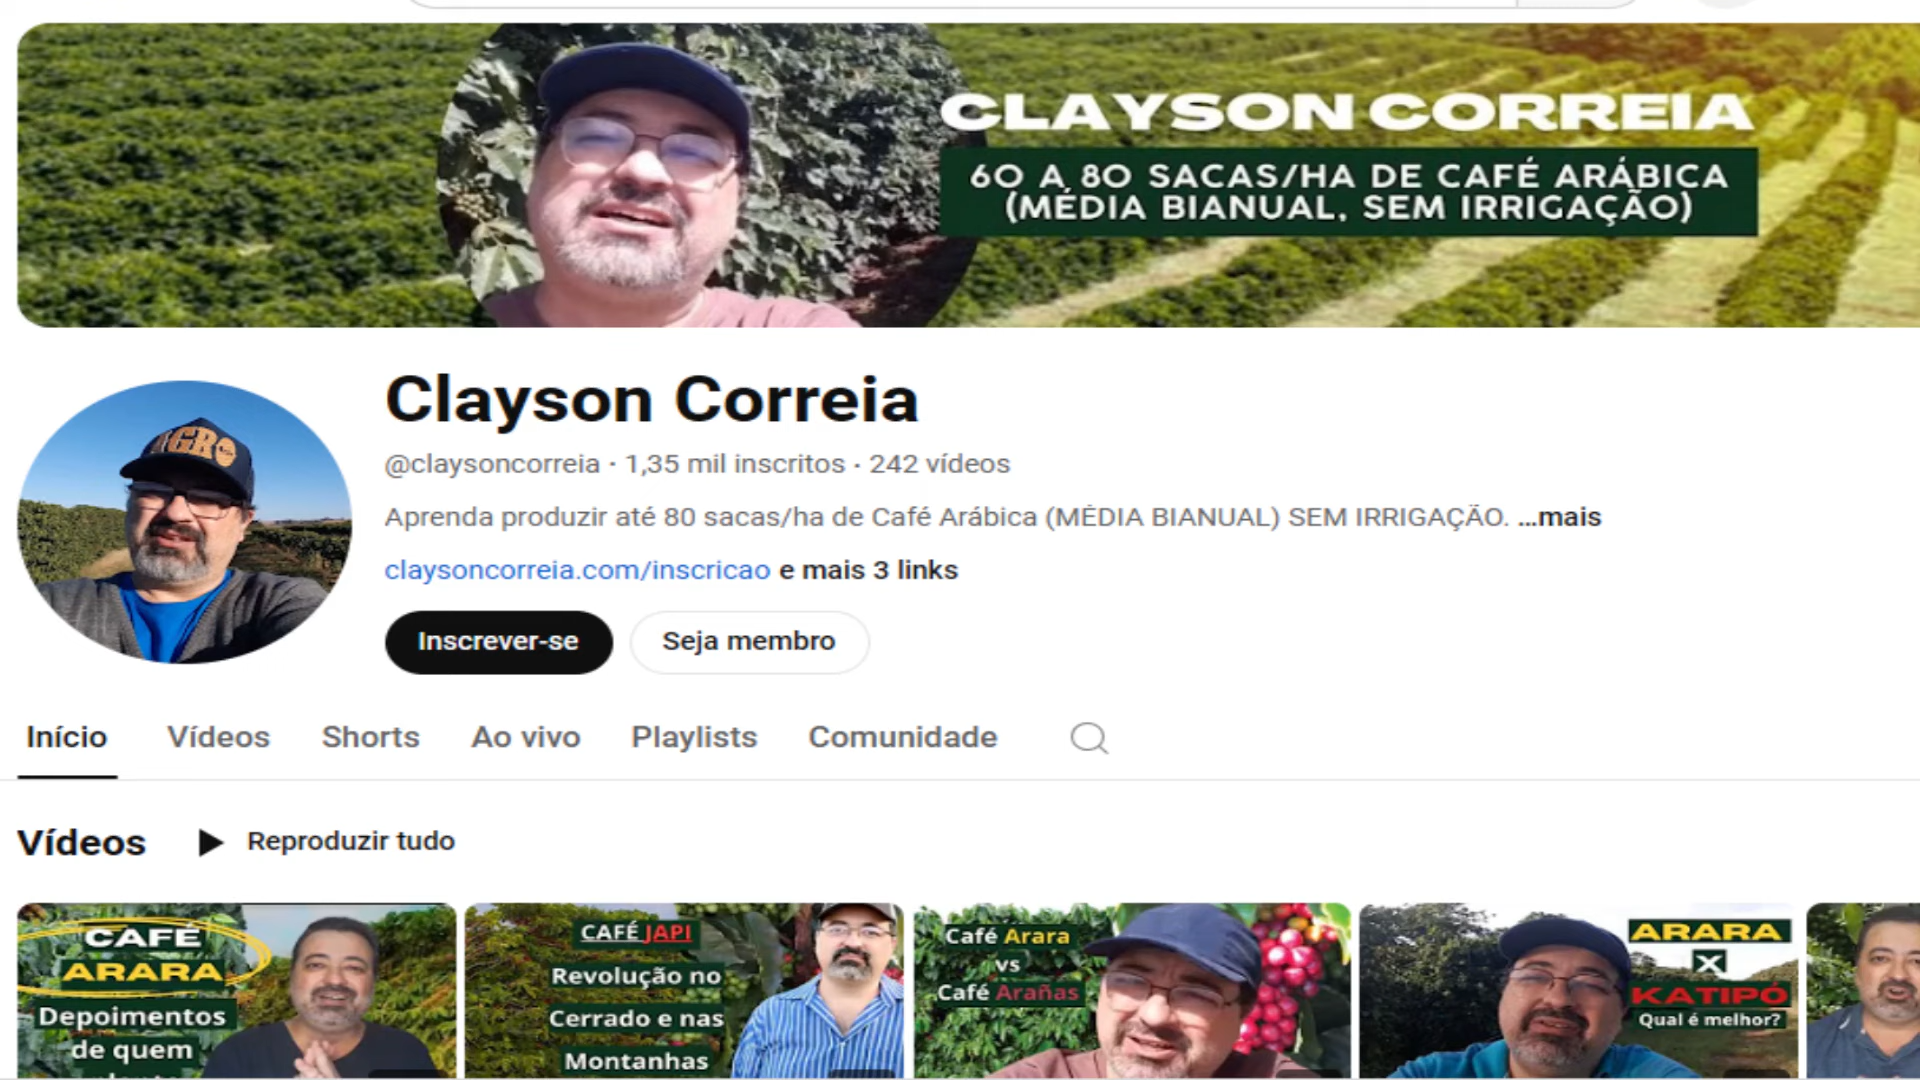 CLAYSON CORREIA
60 A 80 SACAS/HA DE CAFÉ ARÁBICA
(MÉDIA BIANUAL, SEM IRRIGAÇÃO)
AGRO
Clayson Correia
@claysoncorreia · 1,35 mil inscritos · 242 vídeos
Aprenda produzir até 80 sacas/ha de Café Arábica (MÉDIA BIANUAL) SEM IRRIGAÇÃO. ...mais
claysoncorreia.com/inscricao e mais 3 links
Inscrever-se Seja membro
Início Vídeos Shorts Ao vivo Playlists Comunidade
Vídeos Reproduzir tudo
CAFÉ
ARARA
Depoimentos
de quem
CAFÉ JAPI
Revolução no
Cerrado e nas
Montanhas
Café Arara
vs
Café Arañas
ARARA
X
KATIPÓ
Qual é melhor?